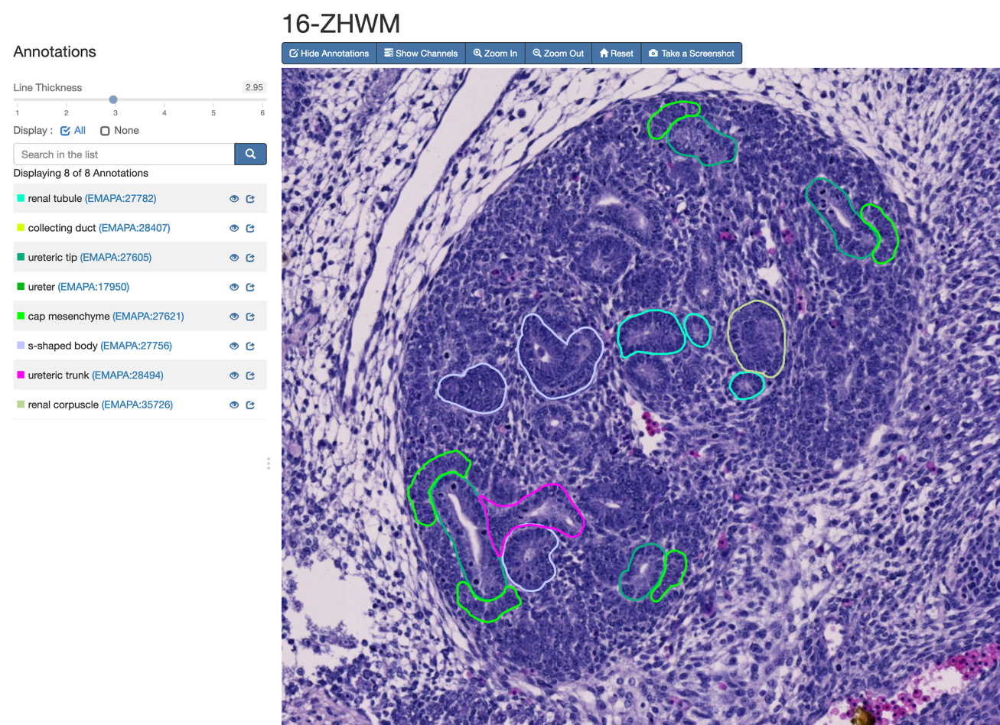 16-ZHWM
Hide Annotations Show Channels Zoom In Zoom Out Reset Take a Screenshot
Annotations
Line Thickness 2.95
1 2 3 4 5 6
Display : All None
Search in the list
Displaying 8 of 8 Annotations
renal tubule (EMAPA:27782)
collecting duct (EMAPA:28407)
ureteric tip (EMAPA:27605)
ureter (EMAPA:17950)
cap mesenchyme (EMAPA:27621)
s-shaped body (EMAPA:27756)
ureteric trunk (EMAPA:28494)
renal corpuscle (EMAPA:35726)